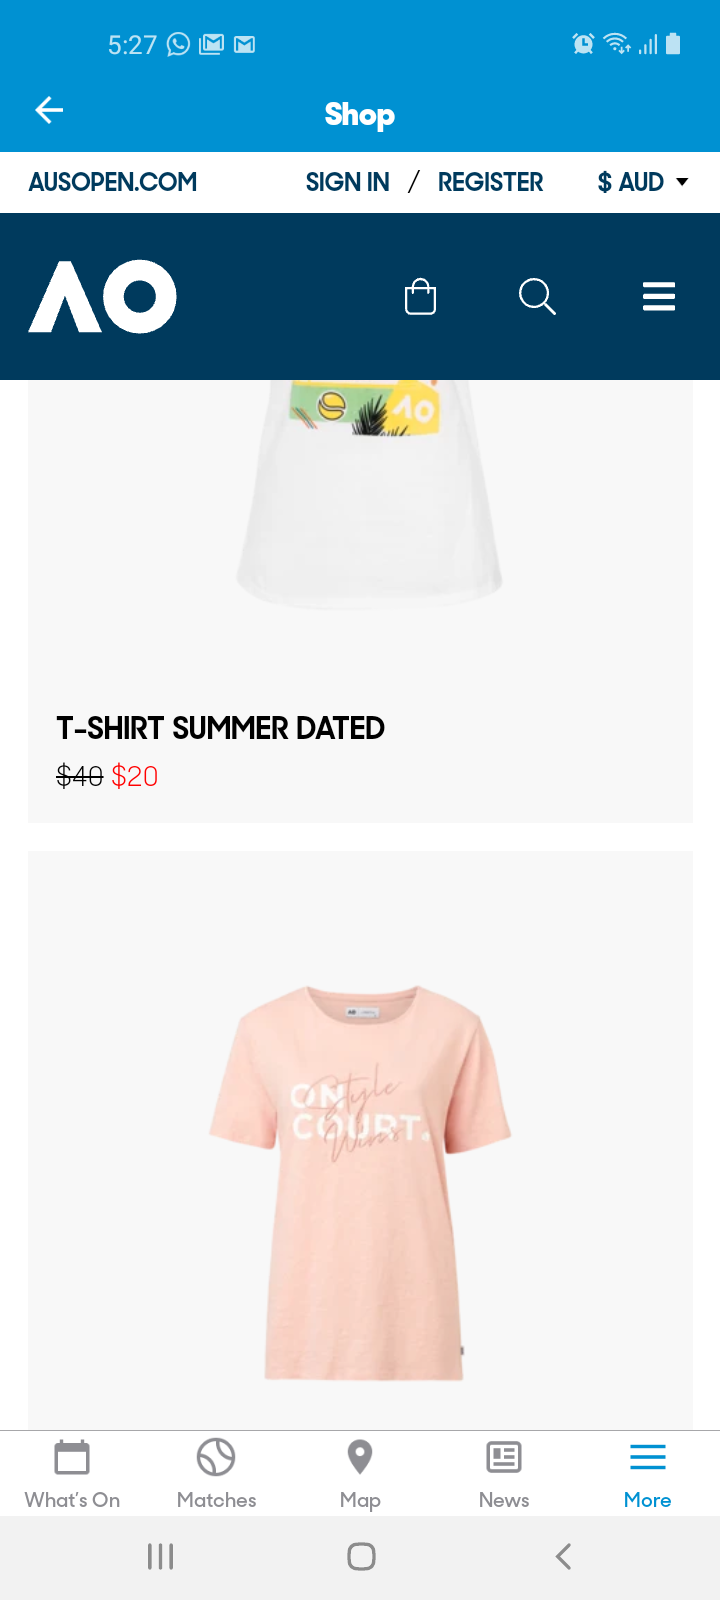 5:27
Shop
AUSOPEN.COM SIGN IN / REGISTER $ AUD
AO
AO
T-SHIRT SUMMER DATED
$40 $20
ON
Style
COURT.
Wins
What's On Matches Map News More